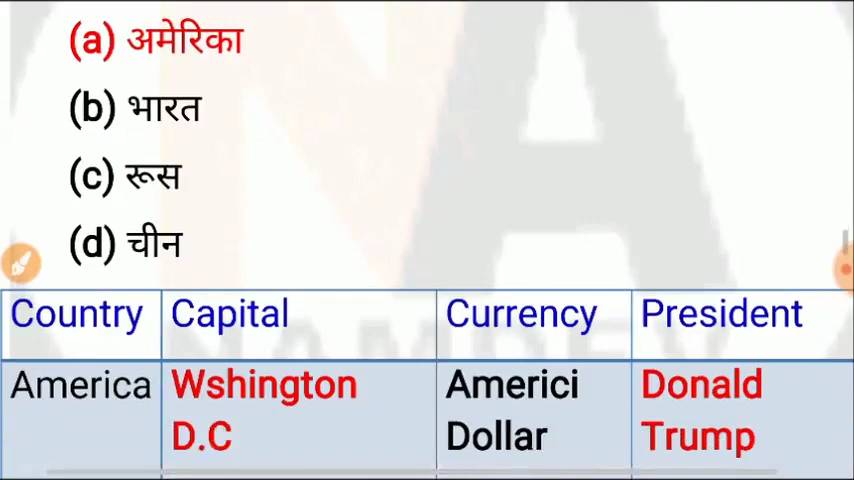 (a) अमेरिका
(b) भारत
(c) रूस
(d) चीन
Country Capital Currency President
America Wshington D.C Americi Dollar Donald Trump